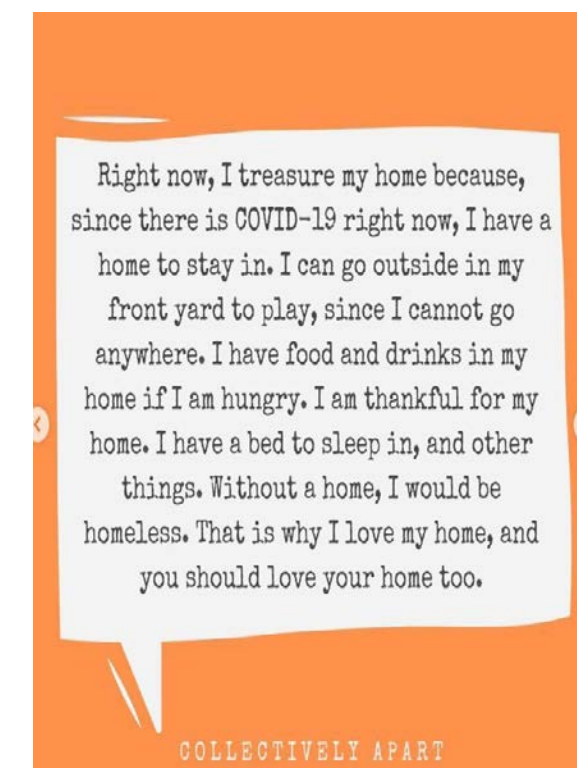 Right now, I treasure my home because,
since there is COVID-19 right now, I have a
home to stay in. I can go outside in my
front yard to play, since I cannot go
anywhere. I have food and drinks in my
home if I am hungry. I am thankful for my
home. I have a bed to sleep in, and other
things. Without a home, I would be
homeless. That is why I love my home, and
you should love your home too.
COLLECTIVELY APART